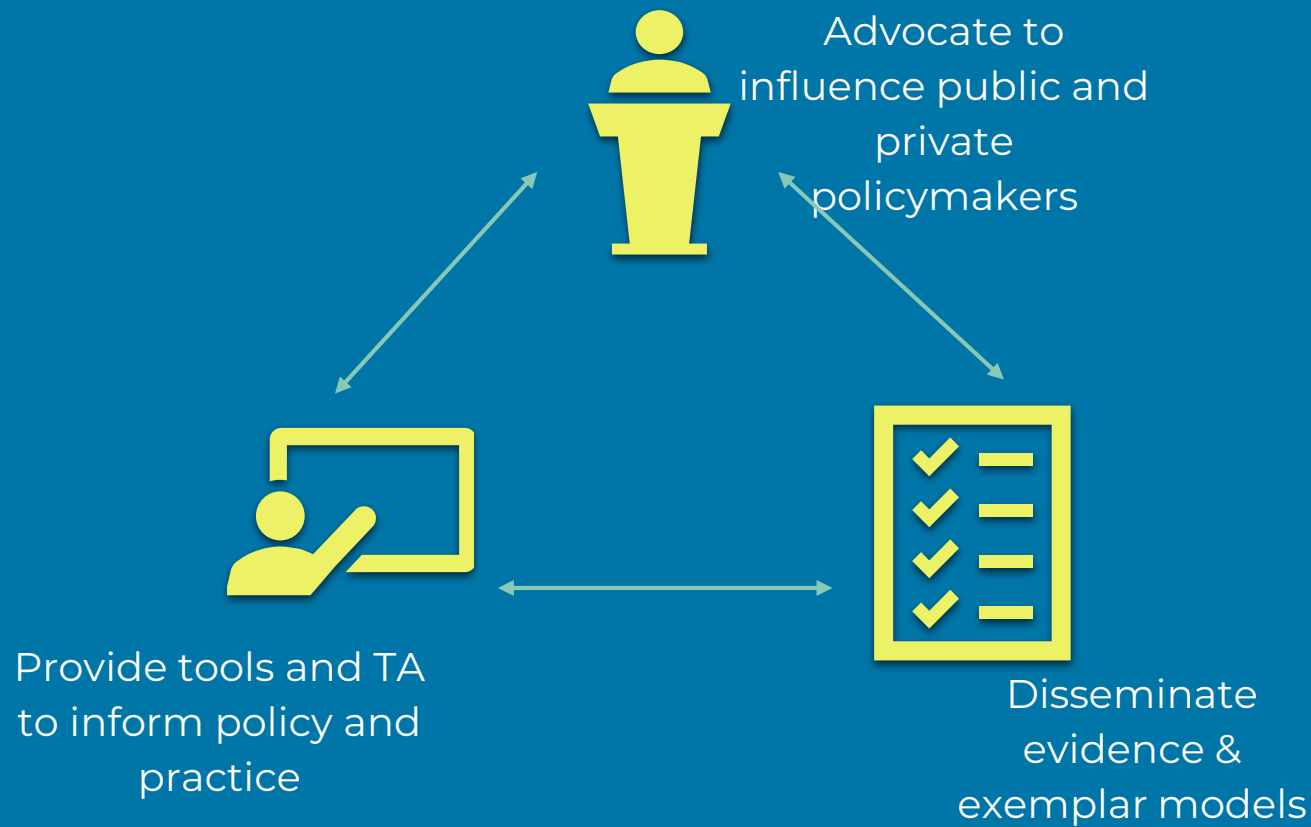 Advocate to
influence public and
private
policymakers
Provide tools and TA
to inform policy and
practice
Disseminate
evidence &
exemplar models